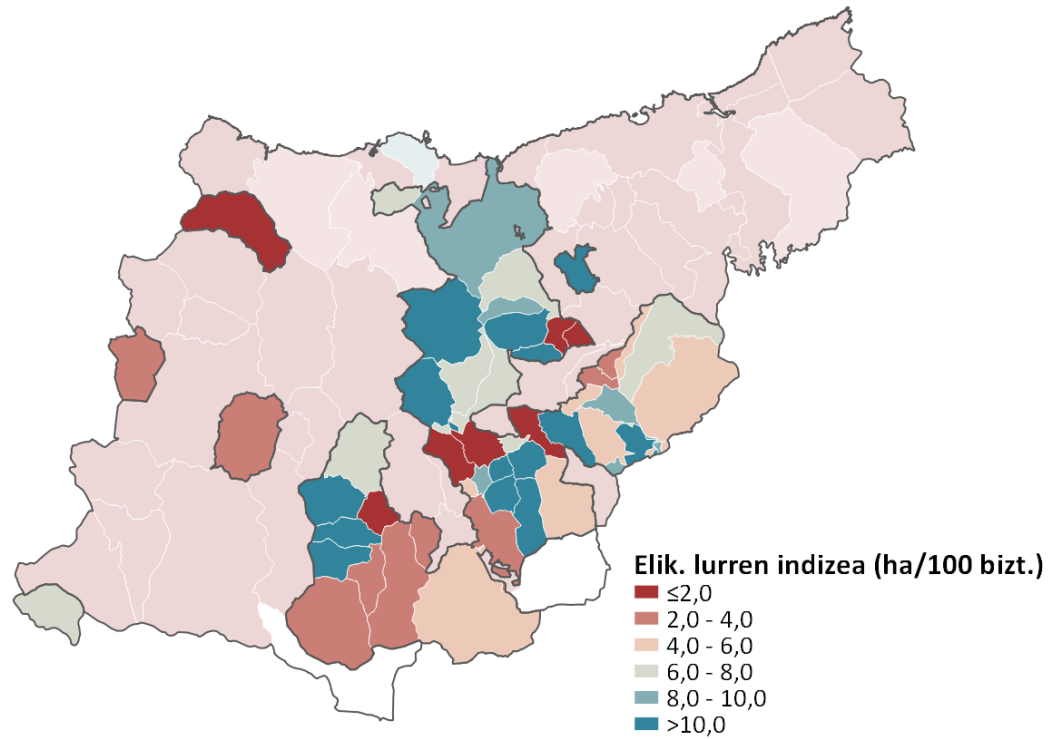 Elik. lurren indizea (ha/100 bizt.)
≤2,0
2,0 - 4,0
4,0 - 6,0
6,0 - 8,0
8,0 - 10,0
>10,0